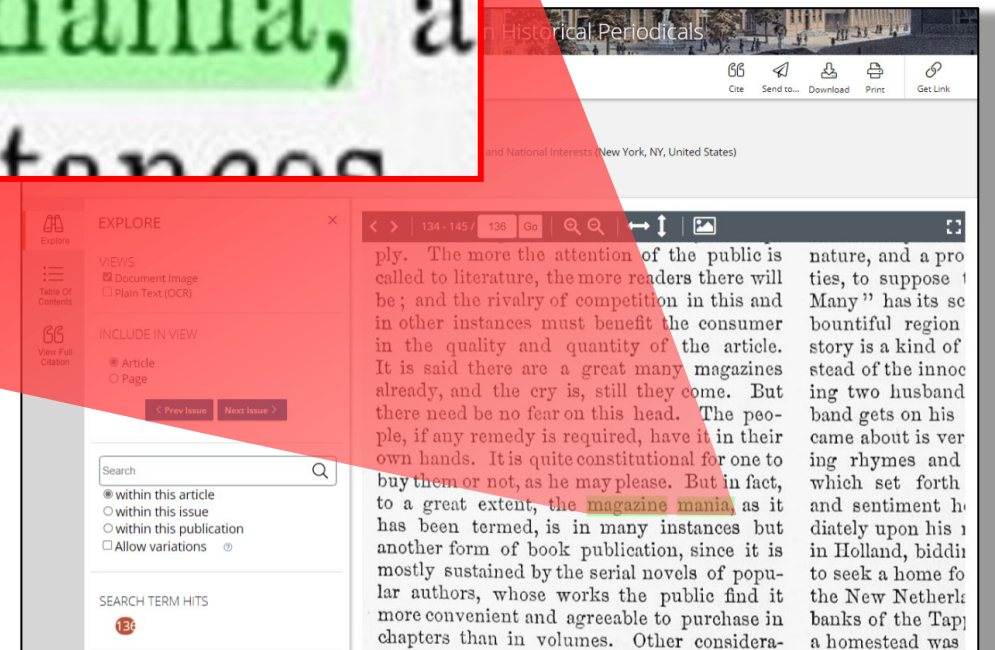 mania, a
tances
n Historical Periodicals
Cite
Send to...
Download
Print
Get Link
and National Interests (New York, NY, United States)
Explore
Table Of
Contents
View Full
Citation
EXPLORE
VIEWS
Document Image
Plain Text (OCR)
INCLUDE IN VIEW
Article
Page
< Prev Issue
Next Issue >
Search
within this article
within this issue
within this publication
Allow variations
SEARCH TERM HITS
136
134 - 145 / 136 Go
ply. The more the attention of the public is
called to literature, the more readers there will
be; and the rivalry of competition in this and
in other instances must benefit the consumer
in the quality and quantity of the article.
It is said there are a great many magazines
already, and the cry is, still they come. But
there need be no fear on this head. The peo-
ple, if any remedy is required, have it in their
own hands. It is quite constitutional for one to
buy them or not, as he may please. But in fact,
to a great extent, the magazine mania, as it
has been termed, is in many instances but
another form of book publication, since it is
mostly sustained by the serial novels of popu-
lar authors, whose works the public find it
more convenient and agreeable to purchase in
chapters than in volumes. Other considera-
nature, and a pro
ties, to suppose t
Many" has its sc
bountiful region
story is a kind of
stead of the innoc
ing two husband
band gets on his
came about is ver
ing rhymes and
which set forth
and sentiment h
diately upon his
in Holland, biddin
to seek a home fo
the New Netherla
banks of the Tap
a homestead was